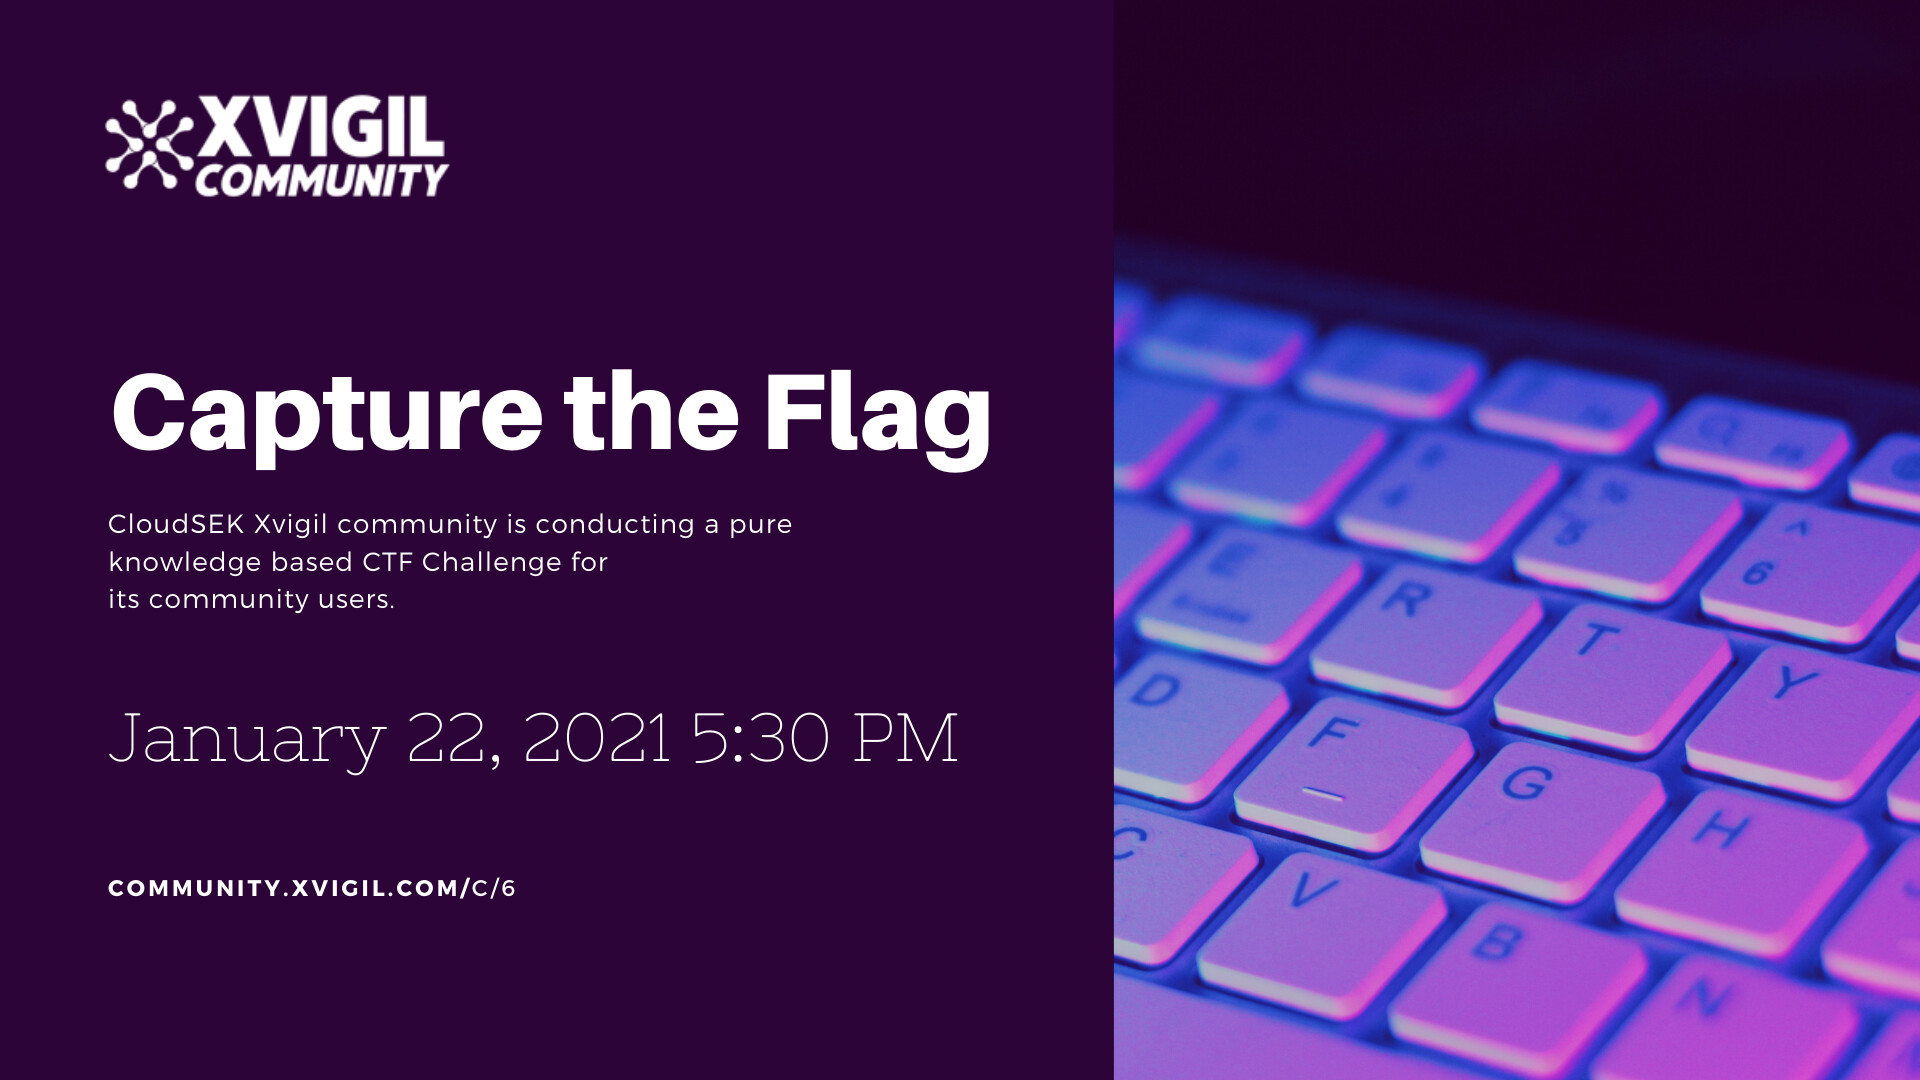 XVIGIL
COMMUNITY
Capture the Flag
CloudSEK Xvigil community is conducting a pure
knowledge based CTF Challenge for
its community users.
January 22, 2021 5:30 PM
COMMUNITY.XVIGIL.COM/C/6
%
5
^
6
E
R
T
Y
D
F
G
H
C
V
B
N